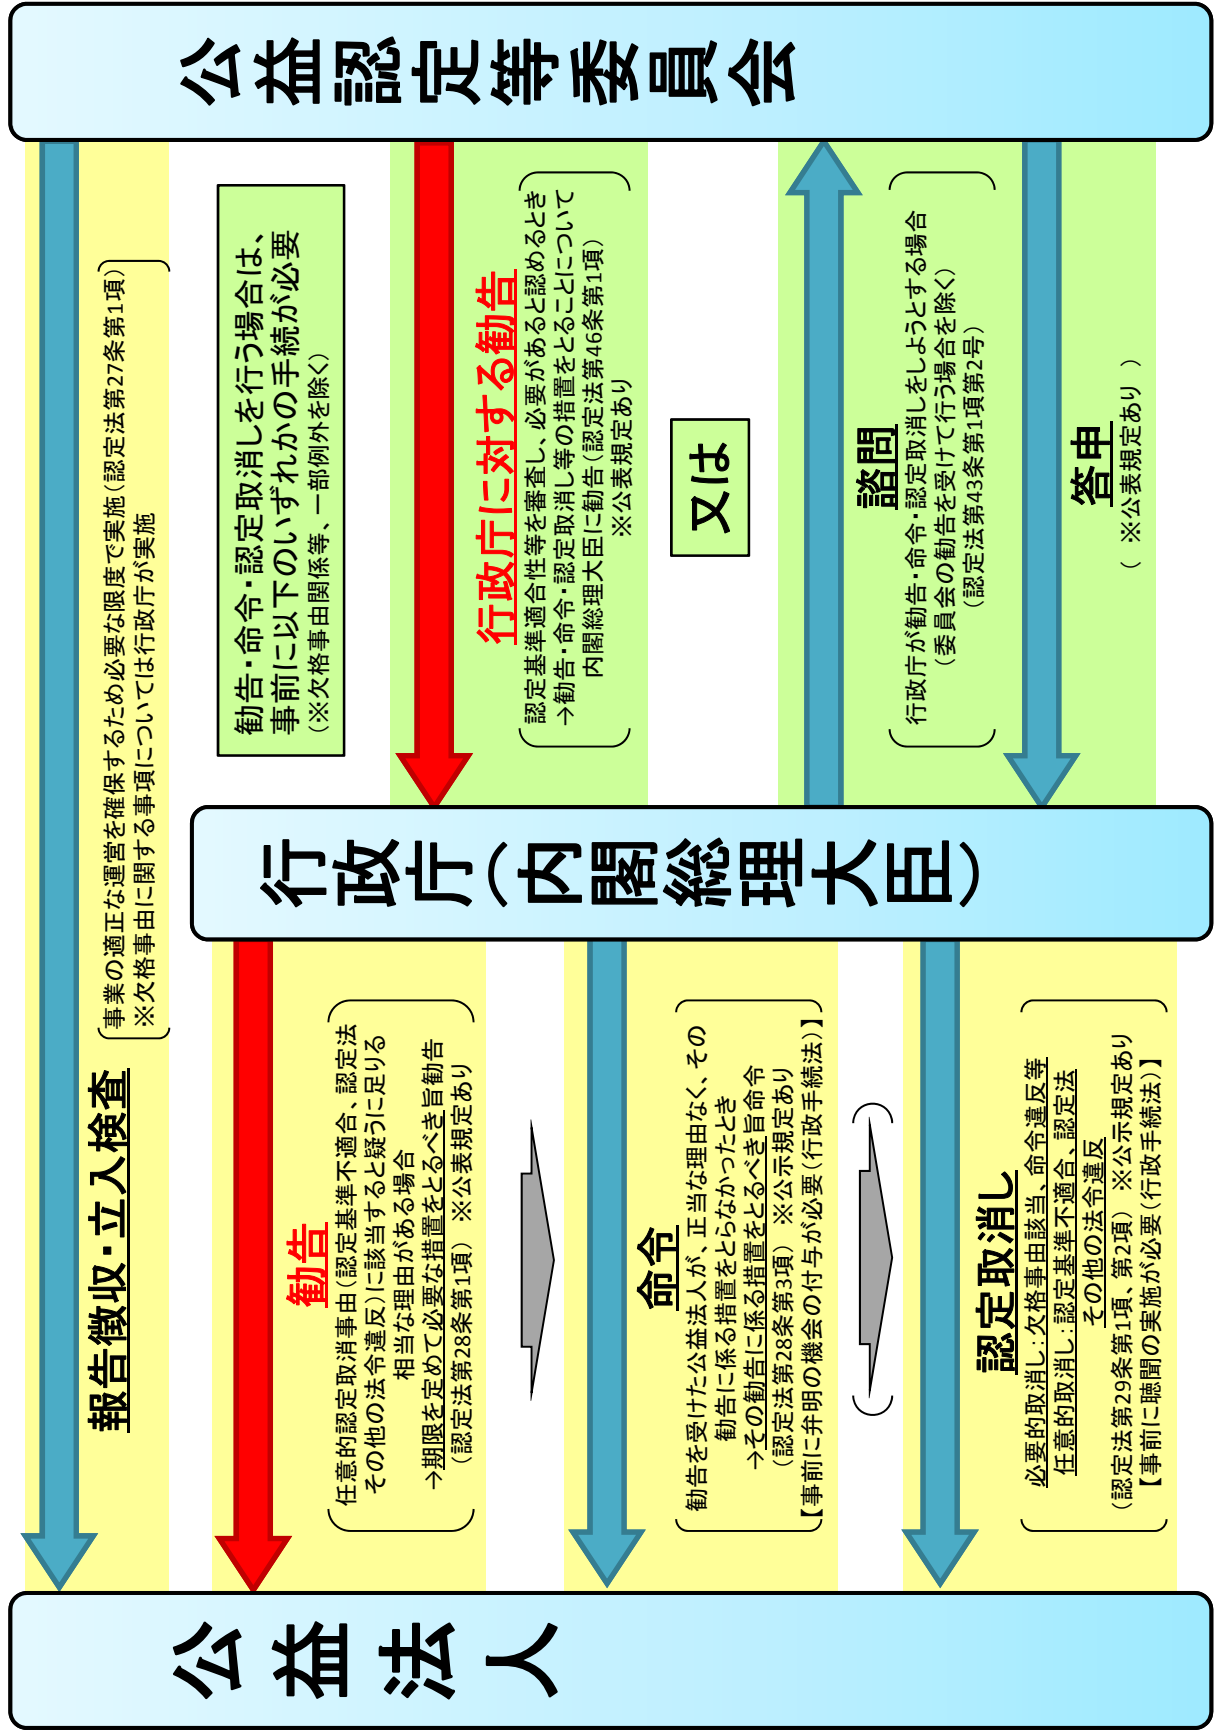 公益認定等委員会
行政庁（内閣総理大臣）
公益法人
報告徴収・立入検査
事業の適正な運営を確保するため必要な限度で実施（認定法第27条第1項）
※欠格事由に関する事項については行政庁が実施
勧告・命令・認定取消しを行う場合は、
事前に以下のいずれかの手続が必要
（※欠格事由関係等、一部例外を除く）
行政庁に対する勧告
認定基準適合性等を審査し、必要があると認めるとき
→勧告・命令・認定取消し等の措置をとることについて
内閣総理大臣に勧告（認定法第46条第1項）
※公表規定あり
又は
諮問
行政庁が勧告・命令・認定取消しをしようとする場合
（委員会の勧告を受けて行う場合を除く）
（認定法第43条第1項第2号）
答申
（ ※公表規定あり ）
勧告
任意的認定取消事由（認定基準不適合、認定法
その他の法令違反）に該当すると疑うに足りる
相当な理由がある場合
→期限を定めて必要な措置をとるべき旨勧告
（認定法第28条第1項） ※公表規定あり
命令
勧告を受けた公益法人が、正当な理由なく、その
勧告に係る措置をとらなかったとき
→その勧告に係る措置をとるべき旨命令
（認定法第28条第3項） ※公示規定あり
【事前に弁明の機会の付与が必要（行政手続法）】
認定取消し
必要的取消し：欠格事由該当、命令違反等
任意的取消し：認定基準不適合、認定法
その他の法令違反
（認定法第29条第1項、第2項） ※公示規定あり
【事前に聴聞の実施が必要（行政手続法）】